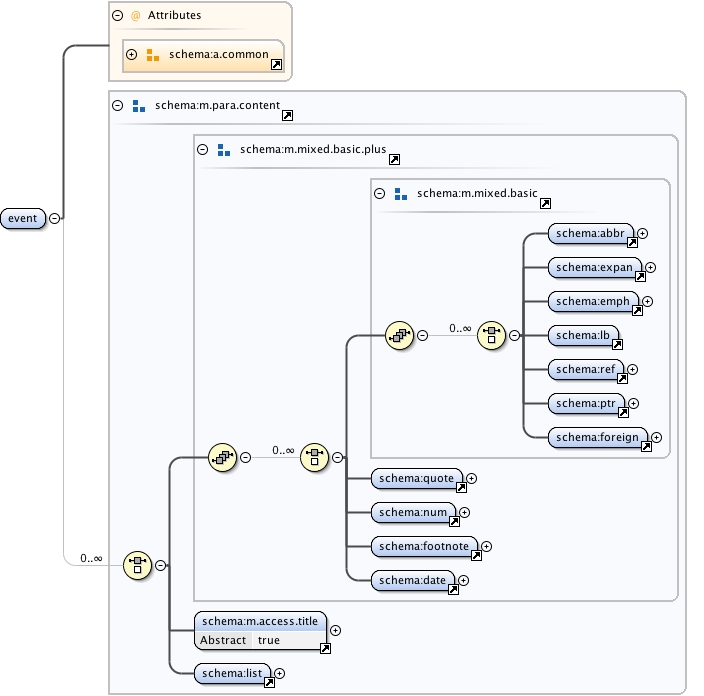 @ Attributes
schema:a.common
schema:m.para.content
schema:m.mixed.basic.plus
schema:m.mixed.basic
event
schema:abbr
schema:expan
schema:emph
0..∞
schema:lb
schema:ref
schema:ptr
schema:foreign
0..∞
schema:quote
schema:num
schema:footnote
0..∞
schema:date
schema:m.access.title
Abstract true
schema:list